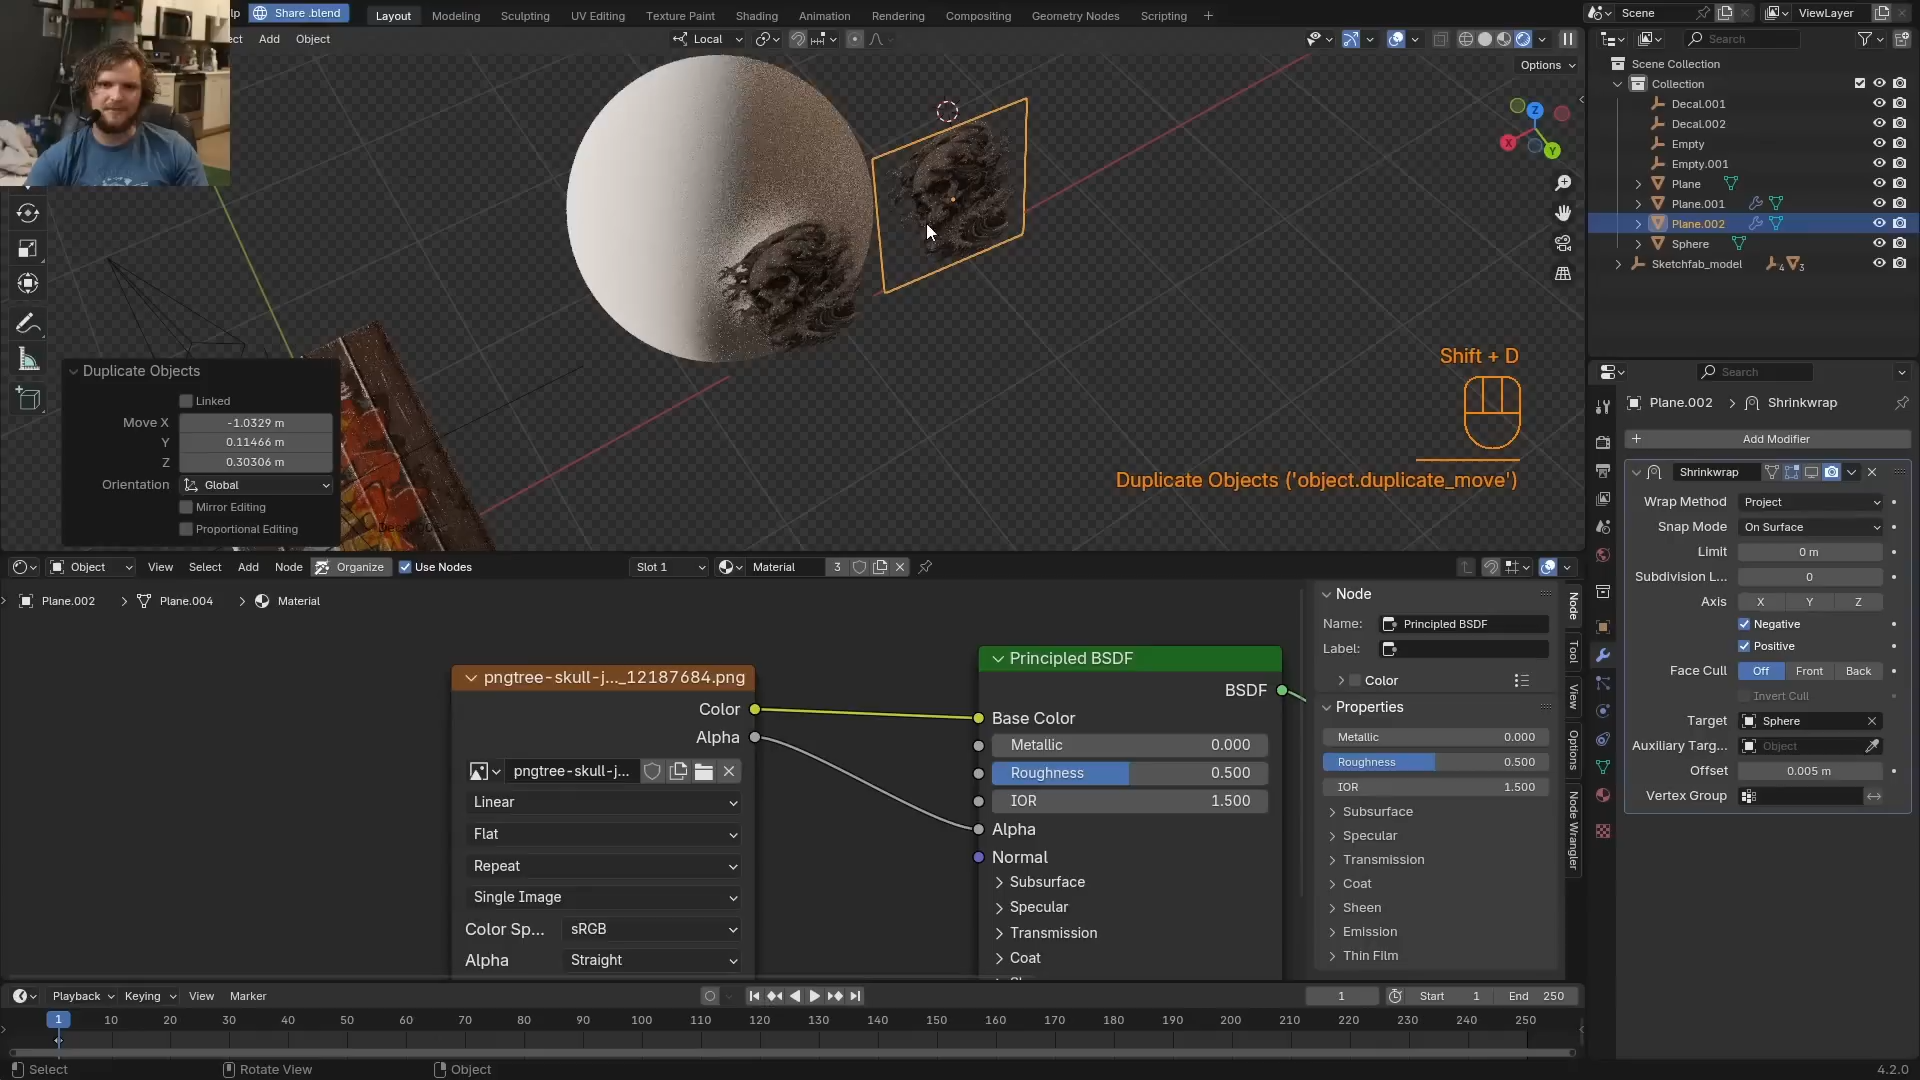 lp
Share .blend
Layout
Modeling
Sculpting
UV Editing
Texture Paint
Shading
Animation
Rendering
Compositing
Geometry Nodes
Scripting
+
Scene
ViewLayer
ect
Add
Object
Local
Search
Options
Scene Collection
Collection
Decal.001
Decal.002
Empty
Empty.001
Plane
Plane.001
Plane.002
Sphere
Sketchfab_model
4
3
Z
X
Y
Shift + D
Duplicate Objects ('object.duplicate_move')
Duplicate Objects
Linked
Move X
-1.0329 m
Y
0.11466 m
Z
0.30306 m
Orientation
Global
Mirror Editing
Proportional Editing
Search
Plane.002
Shrinkwrap
+ Add Modifier
Shrinkwrap
Wrap Method
Project
Snap Mode
On Surface
Limit
0 m
Subdivision L...
0
Axis
X
Y
Z
Negative
Positive
Face Cull
Off
Front
Back
Invert Cull
Target
Sphere
Auxiliary Targ...
Object
Offset
0.005 m
Vertex Group
Object
View
Select
Add
Node
Organize
Use Nodes
Slot 1
Material
3
Plane.002
Plane.004
Material
pngtree-skull-j..._12187684.png
Color
Alpha
pngtree-skull-j...
Linear
Flat
Repeat
Single Image
Color Sp...
sRGB
Alpha
Straight
Principled BSDF
BSDF
Base Color
Metallic
0.000
Roughness
0.500
IOR
1.500
Alpha
Normal
Subsurface
Specular
Transmission
Coat
Node
Name:
Principled BSDF
Label:
Color
Properties
Metallic
0.000
Roughness
0.500
IOR
1.500
Subsurface
Specular
Transmission
Coat
Sheen
Emission
Thin Film
Node
Tool
View
Options
Node Wrangler
Playback
Keying
View
Marker
1
Start
1
End
250
1
10
20
30
40
50
60
70
80
90
100
110
120
130
140
150
160
170
180
190
200
210
220
230
240
250
Select
Rotate View
Object
4.2.0